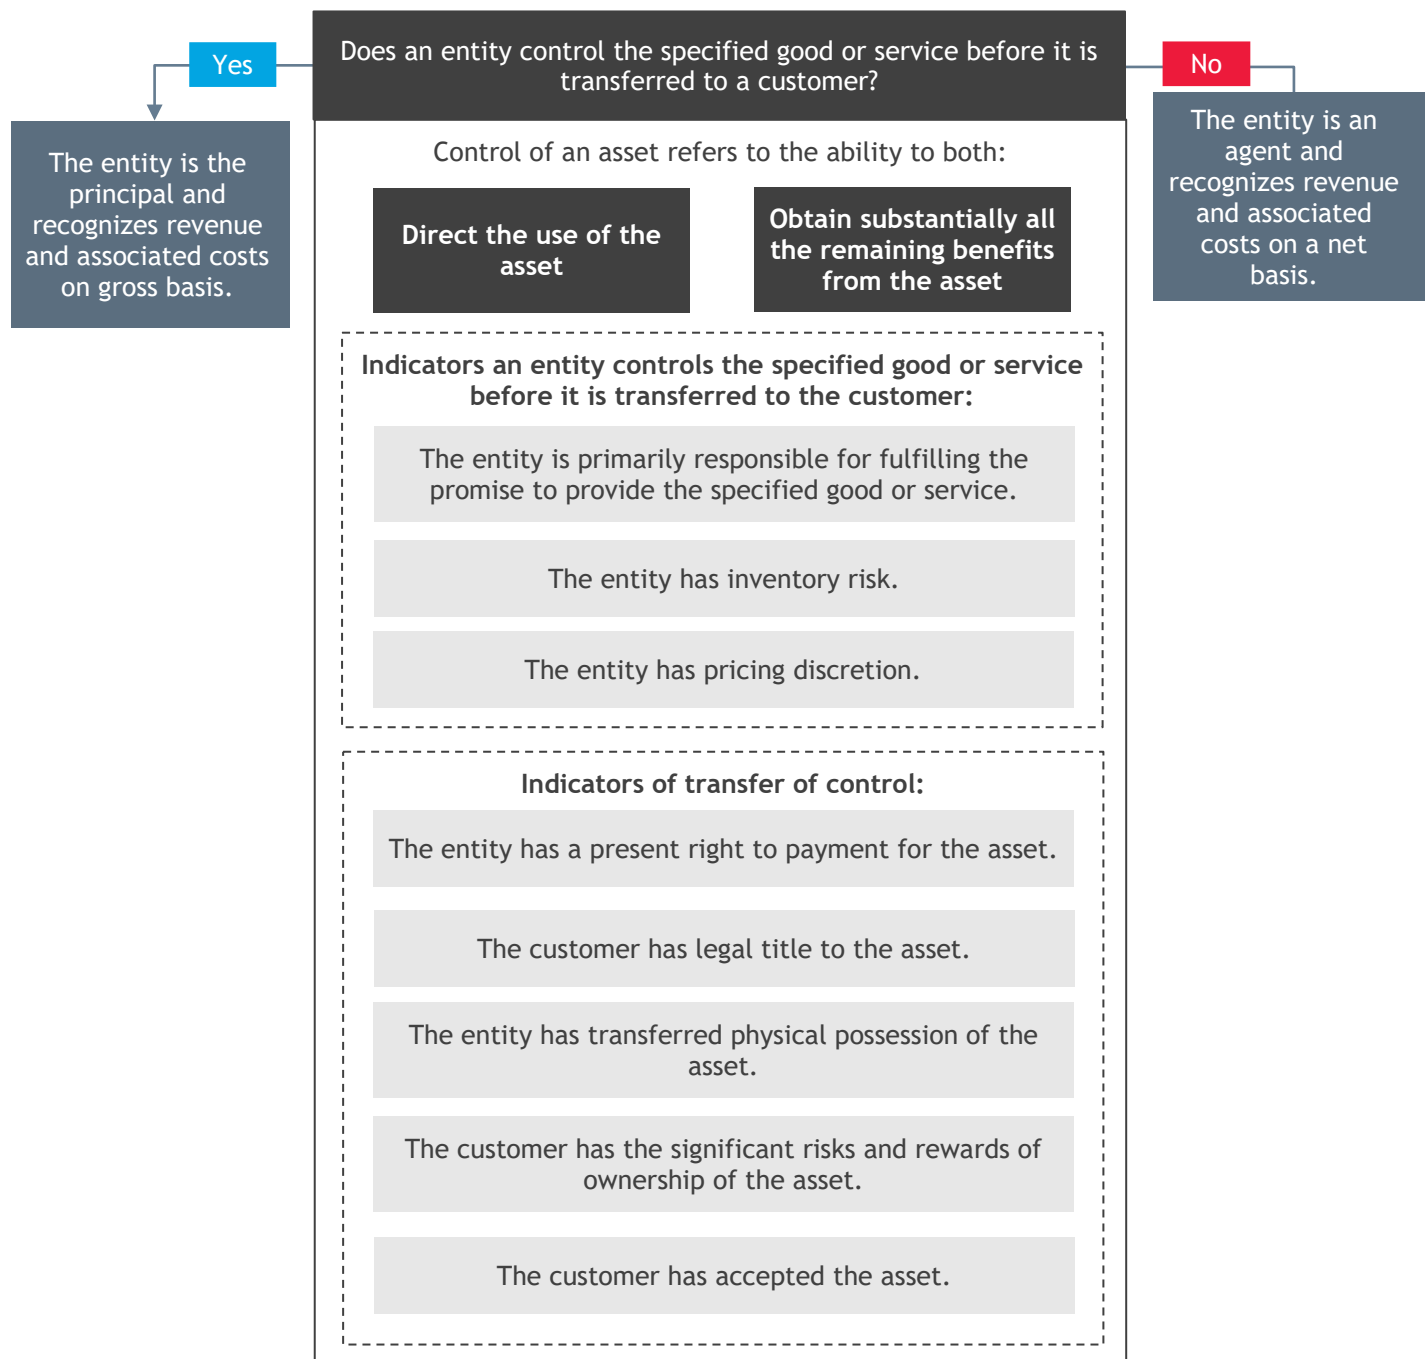 Does an entity control the specified good or service before it is
transferred to a customer?
Yes
No
The entity is the
principal and
recognizes revenue
and associated costs
on gross basis.
The entity is an
agent and
recognizes revenue
and associated
costs on a net
basis.
Control of an asset refers to the ability to both:
Direct the use of the
asset
Obtain substantially all
the remaining benefits
from the asset
Indicators an entity controls the specified good or service
before it is transferred to the customer:
The entity is primarily responsible for fulfilling the
promise to provide the specified good or service.
The entity has inventory risk.
The entity has pricing discretion.
Indicators of transfer of control:
The entity has a present right to payment for the asset.
The customer has legal title to the asset.
The entity has transferred physical possession of the
asset.
The customer has the significant risks and rewards of
ownership of the asset.
The customer has accepted the asset.